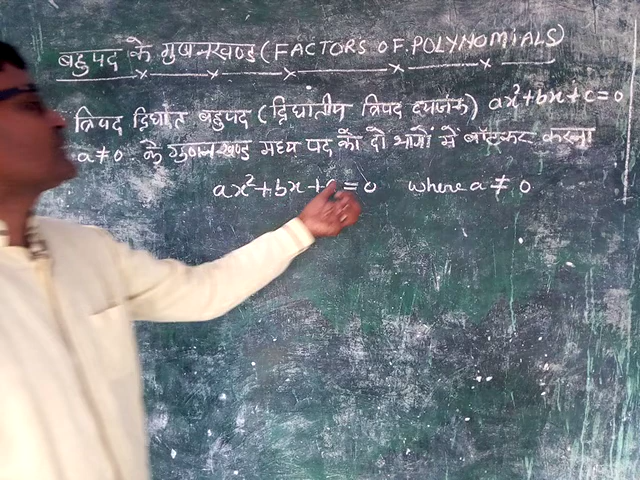 बहुपद के गुणनखण्ड (FACTORS OF POLYNOMIALS)
त्रिपद द्विघात बहुपद (द्विघातीय त्रिपद व्यंजक) ax²+bx+c=0
a≠0. के गुणनखण्ड मध्य पद को दो भागों में बाँटकर करना
ax²+bx+c=0 where a ≠ 0